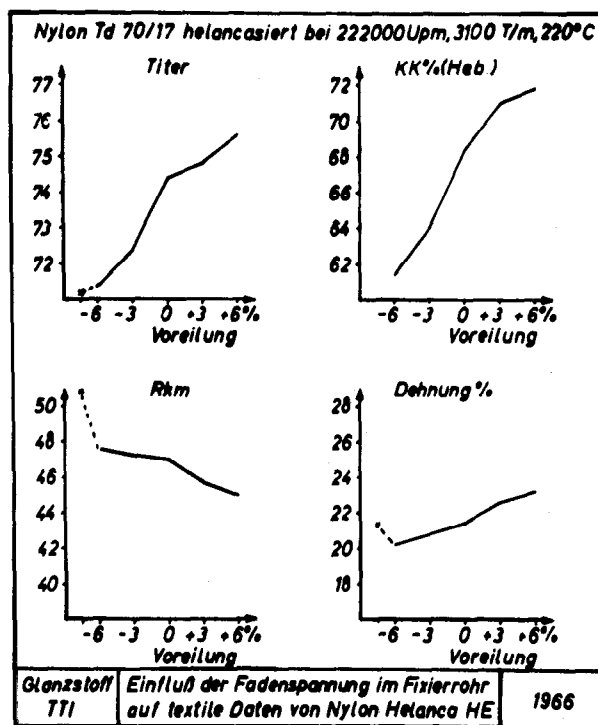 Nylon Td 70/17 helancasiert bei 222000Upm, 3100 T/m, 220°C
Titer
77
76
75
74
73
72
-6 -3 0 +3 +6%
Voreilung
KK%(Heb.)
72
70
68
66
64
62
-6 -3 0 +3 +6%
Voreilung
Rkm
50
48
46
44
42
40
-6 -3 0 +3 +6%
Voreilung
Dehnung %
28
26
24
22
20
18
-6 -3 0 +3 +6%
Voreilung
Glanzstoff
TTI
Einfluß der Fadenspannung im Fixierrohr
auf textile Daten von Nylon Helanca HE
1966